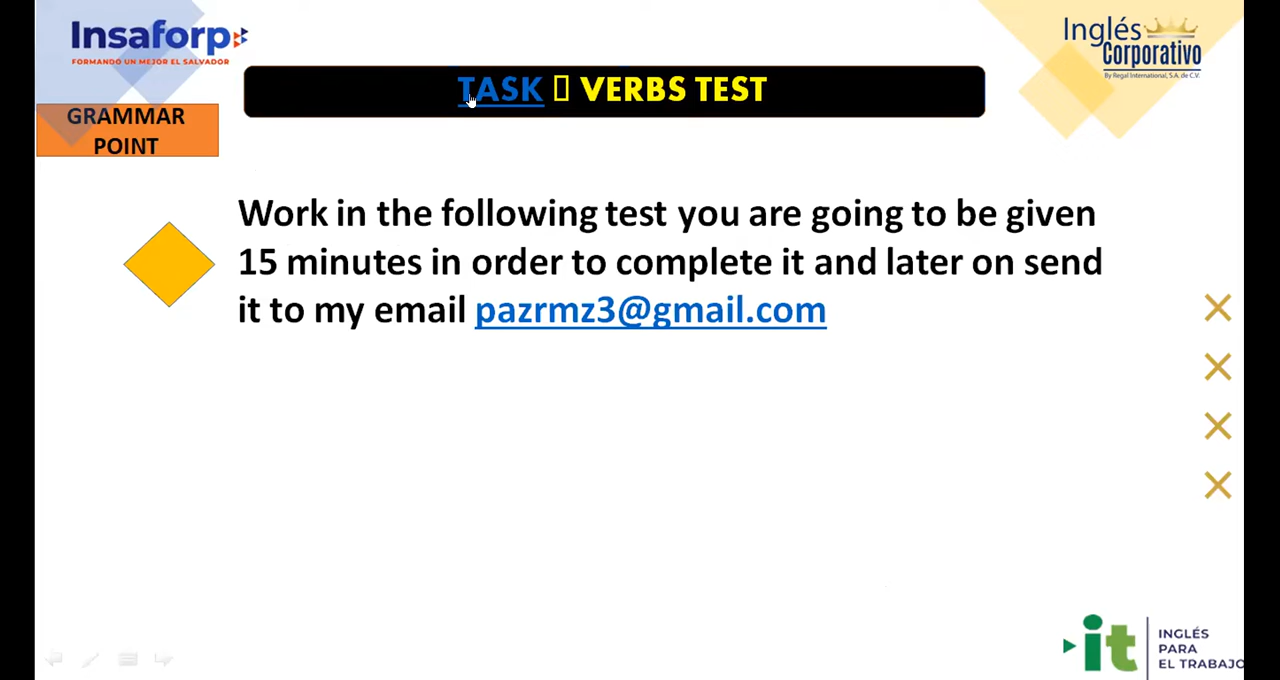 Insaforp
FORMANDO UN MEJOR EL SALVADOR
Inglés
Corporativo
By Regal International, S.A. de C.V.
TASK VERBS TEST
GRAMMAR
POINT
Work in the following test you are going to be given
15 minutes in order to complete it and later on send
it to my email pazrmz3@gmail.com
it
INGLÉS
PARA
EL TRABAJO